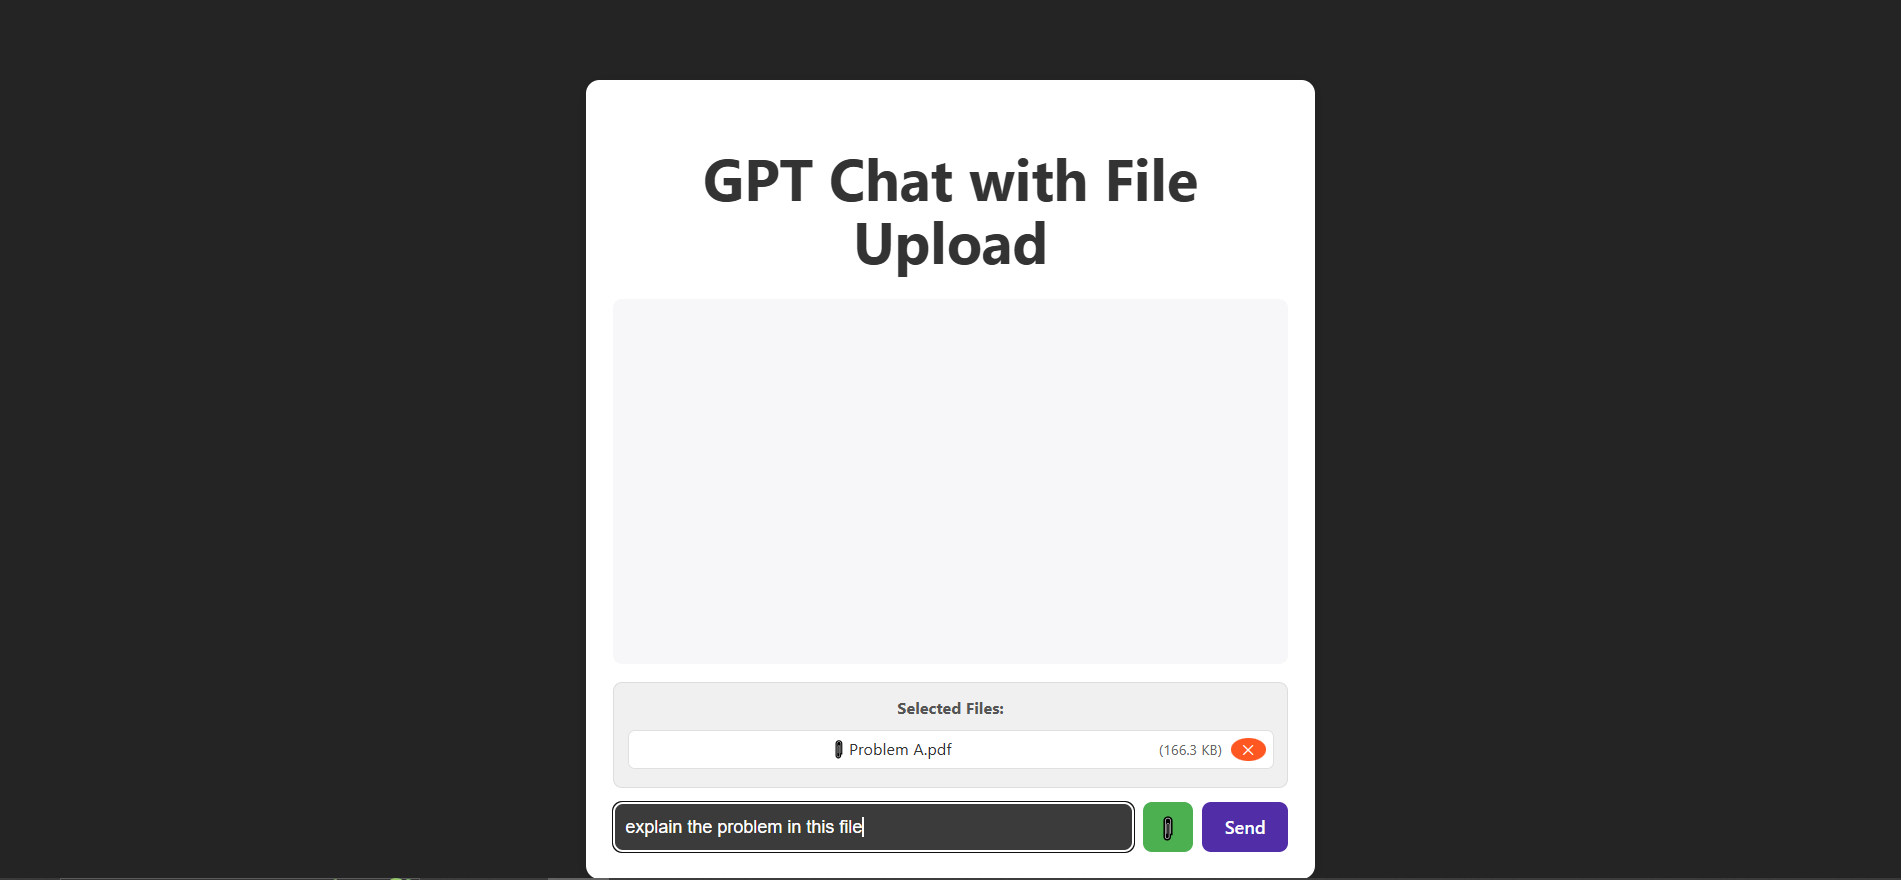 GPT Chat with File
Upload
Selected Files:
Problem A.pdf (166.3 KB)
explain the problem in this file
Send